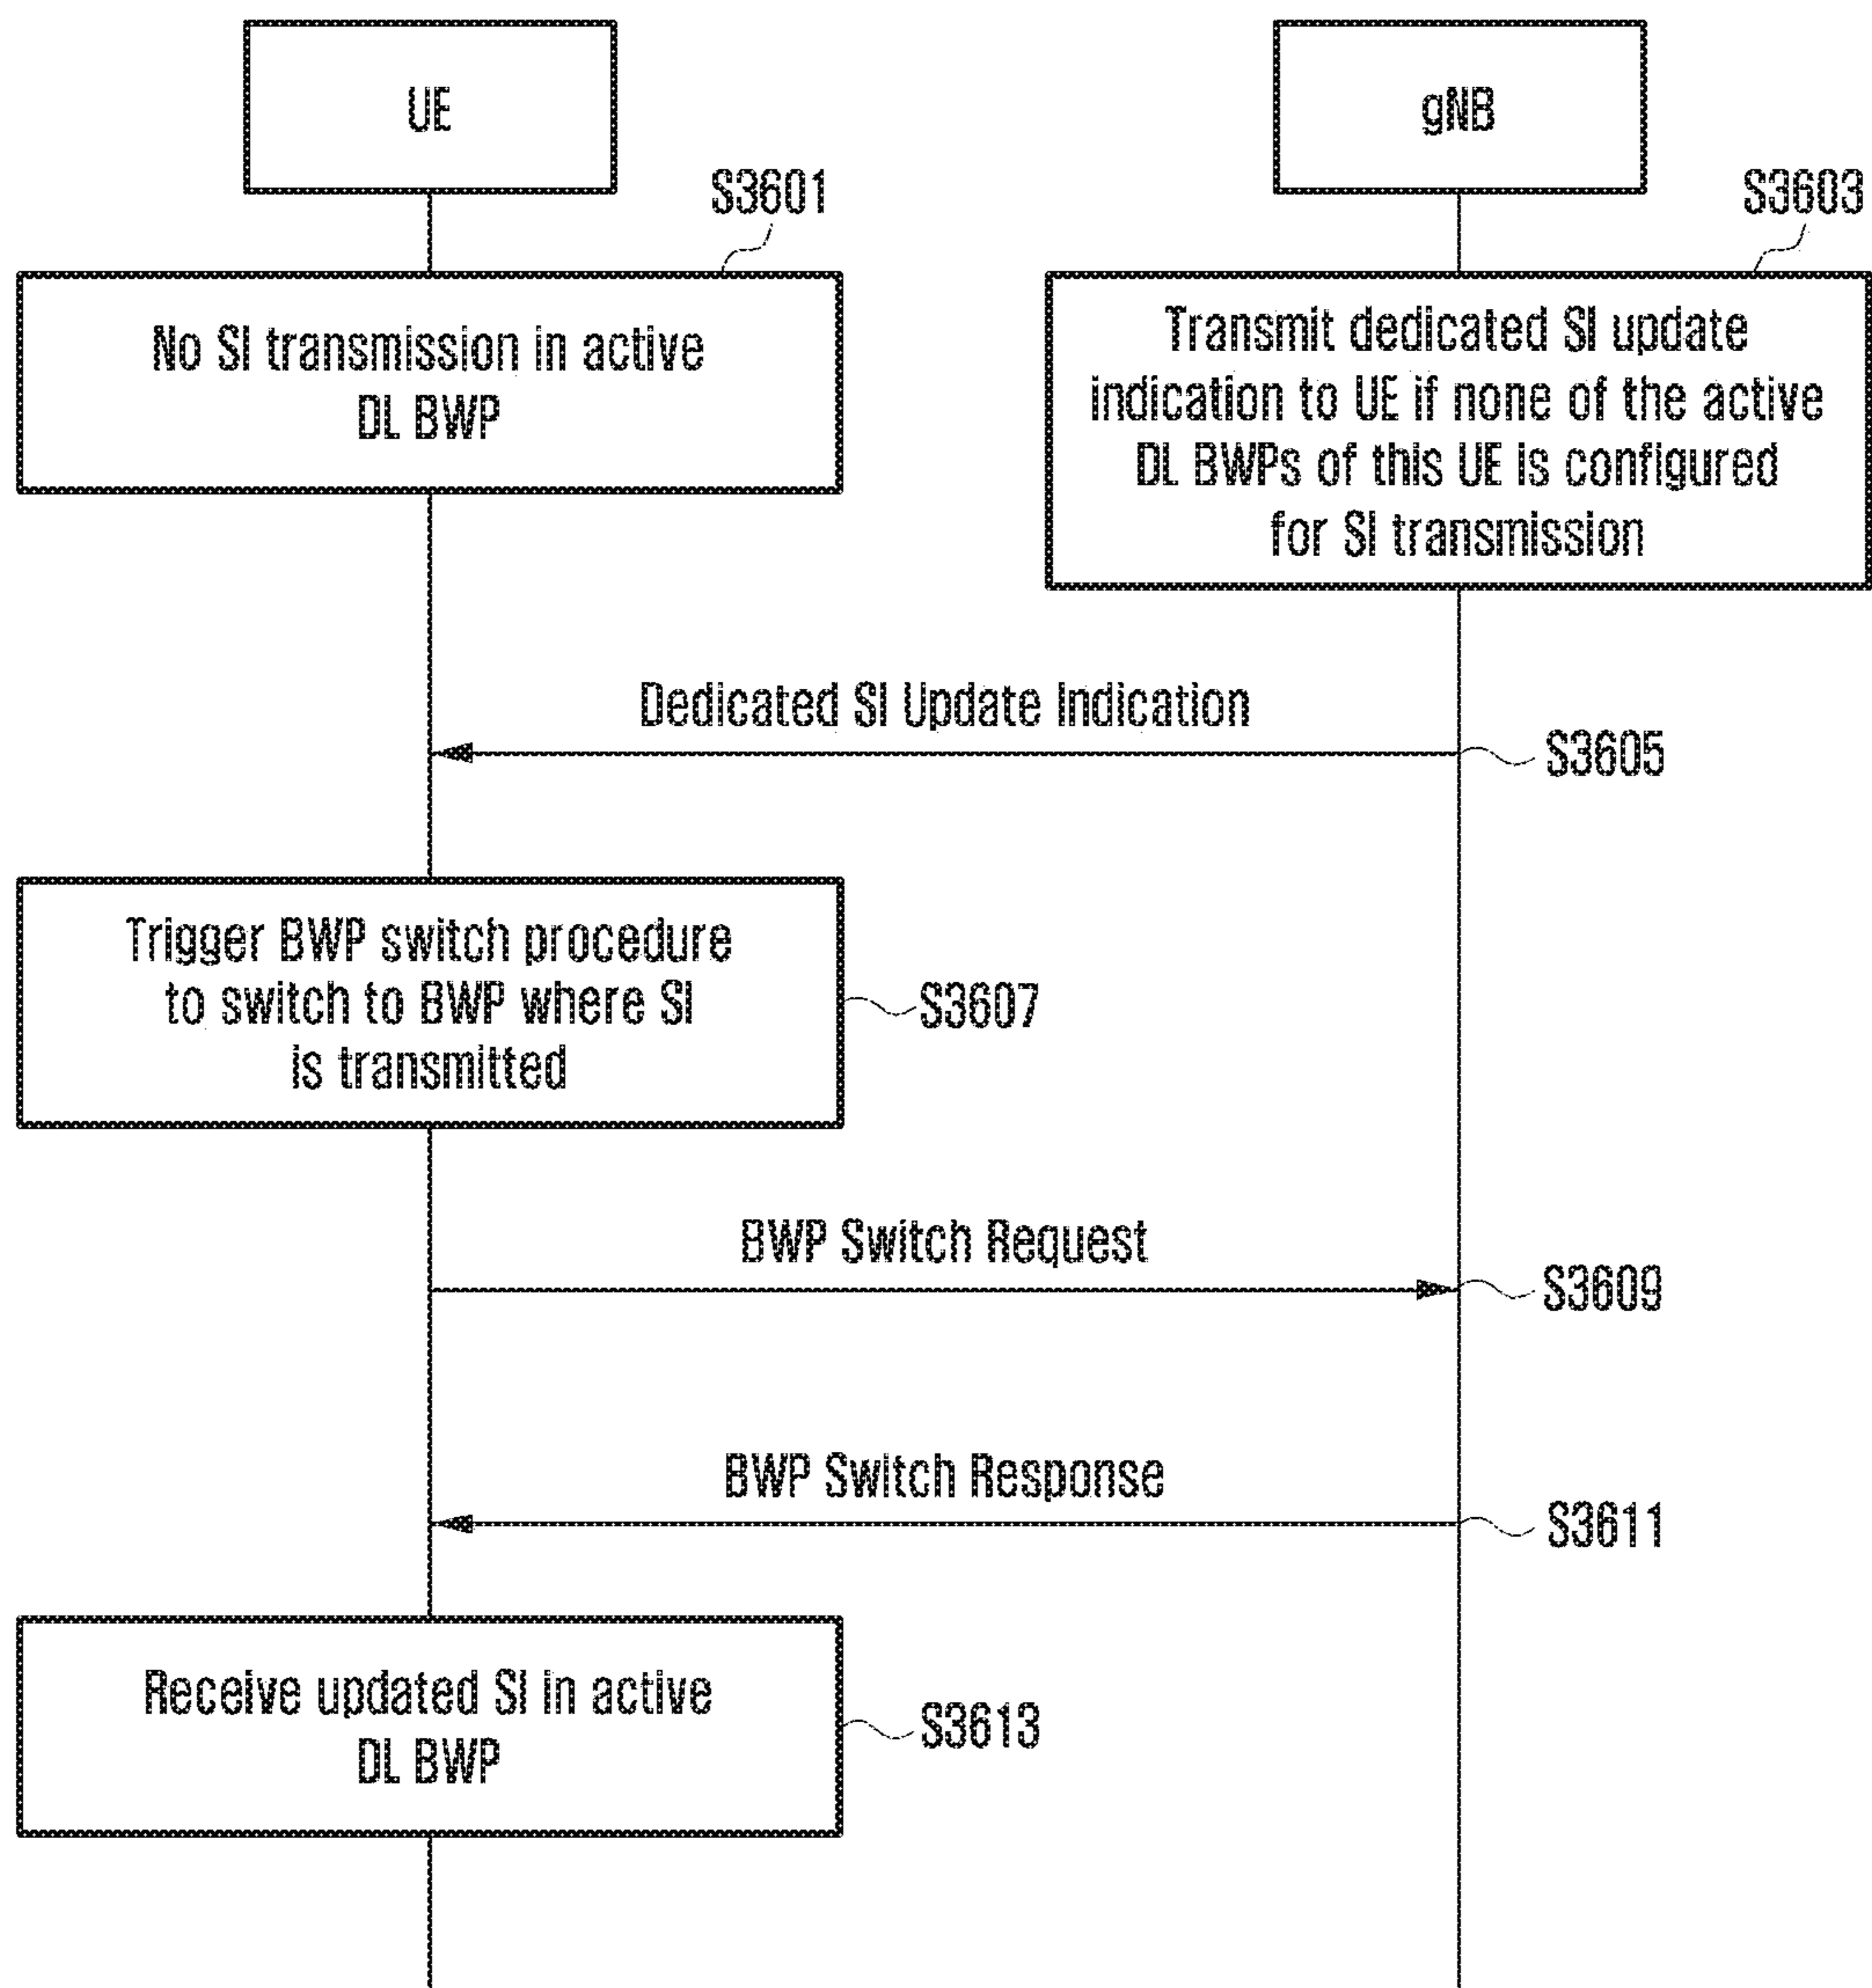 UE
gNB
S3601
S3603
No SI transmission in active
DL BWP
Transmit dedicated SI update
indication to UE if none of the active
DL BWPs of this UE is configured
for SI transmission
Dedicated SI Update Indication
S3605
Trigger BWP switch procedure
to switch to BWP where SI
is transmitted
S3607
BWP Switch Request
S3609
BWP Switch Response
S3611
Receive updated SI in active
DL BWP
S3613